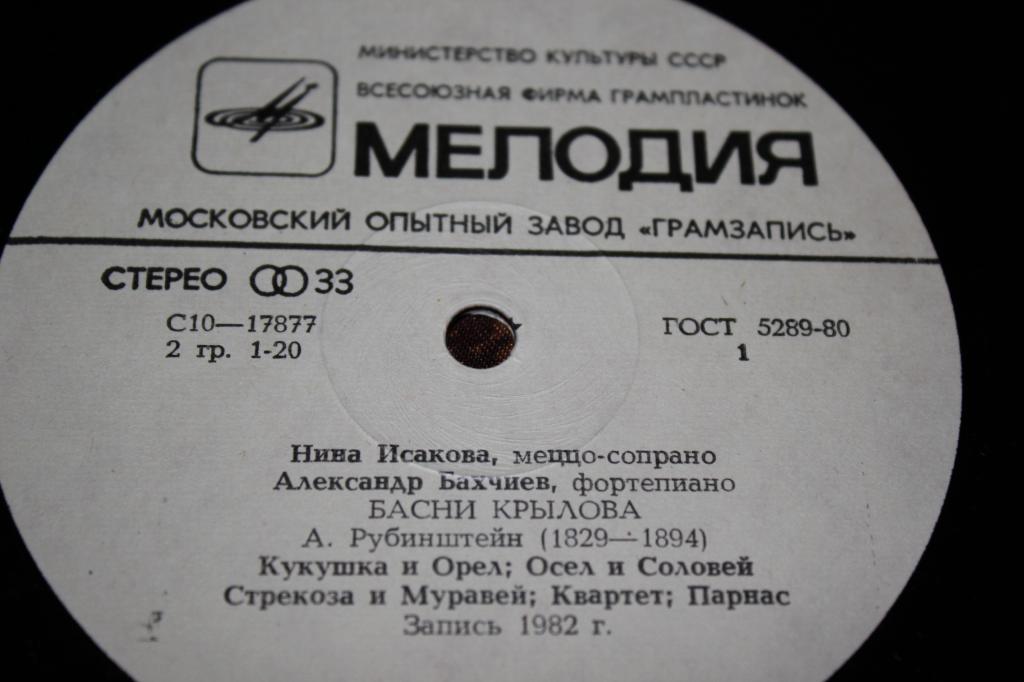 МИНИСТЕРСТВО КУЛЬТУРЫ СССР
ВСЕСОЮЗНАЯ ФИРМА ГРАМПЛАСТИНОК
МЕЛОДИЯ
МОСКОВСКИЙ ОПЫТНЫЙ ЗАВОД «ГРАМЗАПИСЬ»
СТЕРЕО 33
С10—17877
2 гр. 1-20
ГОСТ 5289-80
1
Нина Исакова, меццо-сопрано
Александр Бахчиев, фортепиано
БАСНИ КРЫЛОВА
А. Рубинштейн (1829—1894)
Кукушка и Орел; Осел и Соловей
Стрекоза и Муравей; Квартет; Парнас
Запись 1982 г.